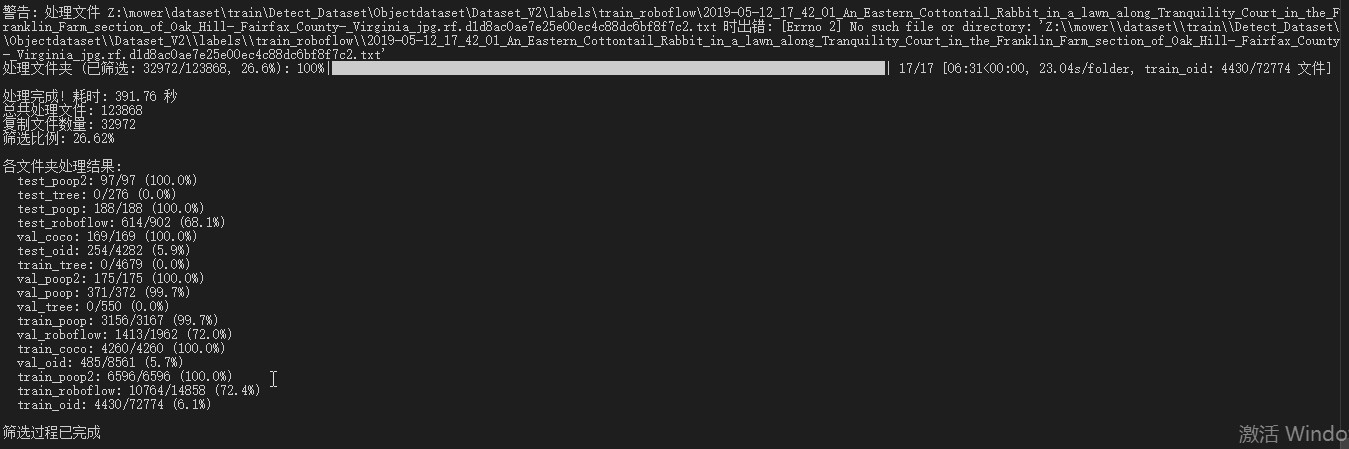 警告: 处理文件 Z:\mower\dataset\train\Detect_Dataset\Objectdataset\Dataset_V2\labels\train_roboflow\2019-05-12_17_42_01_An_Eastern_Cottontail_Rabbit_in_a_lawn_along_Tranquility_Court_in_the_Fr
anklin_Farm_section_of_Oak_Hill-_Fairfax_County-_Virginia_jpg.rf.d1d8ac0ae7e25e00ec4c88dc6bf8f7c2.txt 时出错: [Errno 2] No such file or directory: 'Z:\\mower\\dataset\\train\\Detect_Dataset\
\Objectdataset\\Dataset_V2\\labels\\train_roboflow\\2019-05-12_17_42_01_An_Eastern_Cottontail_Rabbit_in_a_lawn_along_Tranquility_Court_in_the_Franklin_Farm_section_of_Oak_Hill-_Fairfax_County
-_Virginia_jpg.rf.d1d8ac0ae7e25e00ec4c88dc6bf8f7c2.txt'
处理文件夹 (已筛选: 32972/123868, 26.6%): 100%| | 17/17 [06:31<00:00, 23.04s/folder, train_oid: 4430/72774 文件]
处理完成! 耗时: 391.76 秒
总共处理文件: 123868
复制文件数量: 32972
筛选比例: 26.62%
各文件夹处理结果:
test_poop2: 97/97 (100.0%)
test_tree: 0/276 (0.0%)
test_poop: 188/188 (100.0%)
test_roboflow: 614/902 (68.1%)
val_coco: 169/169 (100.0%)
test_oid: 254/4282 (5.9%)
train_tree: 0/4679 (0.0%)
val_poop2: 175/175 (100.0%)
val_poop: 371/372 (99.7%)
val_tree: 0/550 (0.0%)
train_poop: 3156/3167 (99.7%)
val_roboflow: 1413/1962 (72.0%)
train_coco: 4260/4260 (100.0%)
val_oid: 485/8561 (5.7%)
train_poop2: 6596/6596 (100.0%)
train_roboflow: 10764/14858 (72.4%)
train_oid: 4430/72774 (6.1%)
筛选过程已完成
激活 Windo